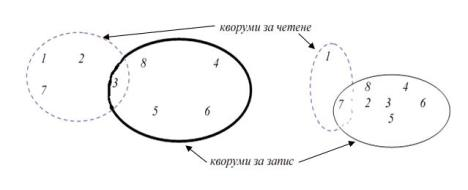 кворуми за четене
1 2 8 4 1
7 3 8 4
5 6 7 2 3 6
5
кворуми за запис